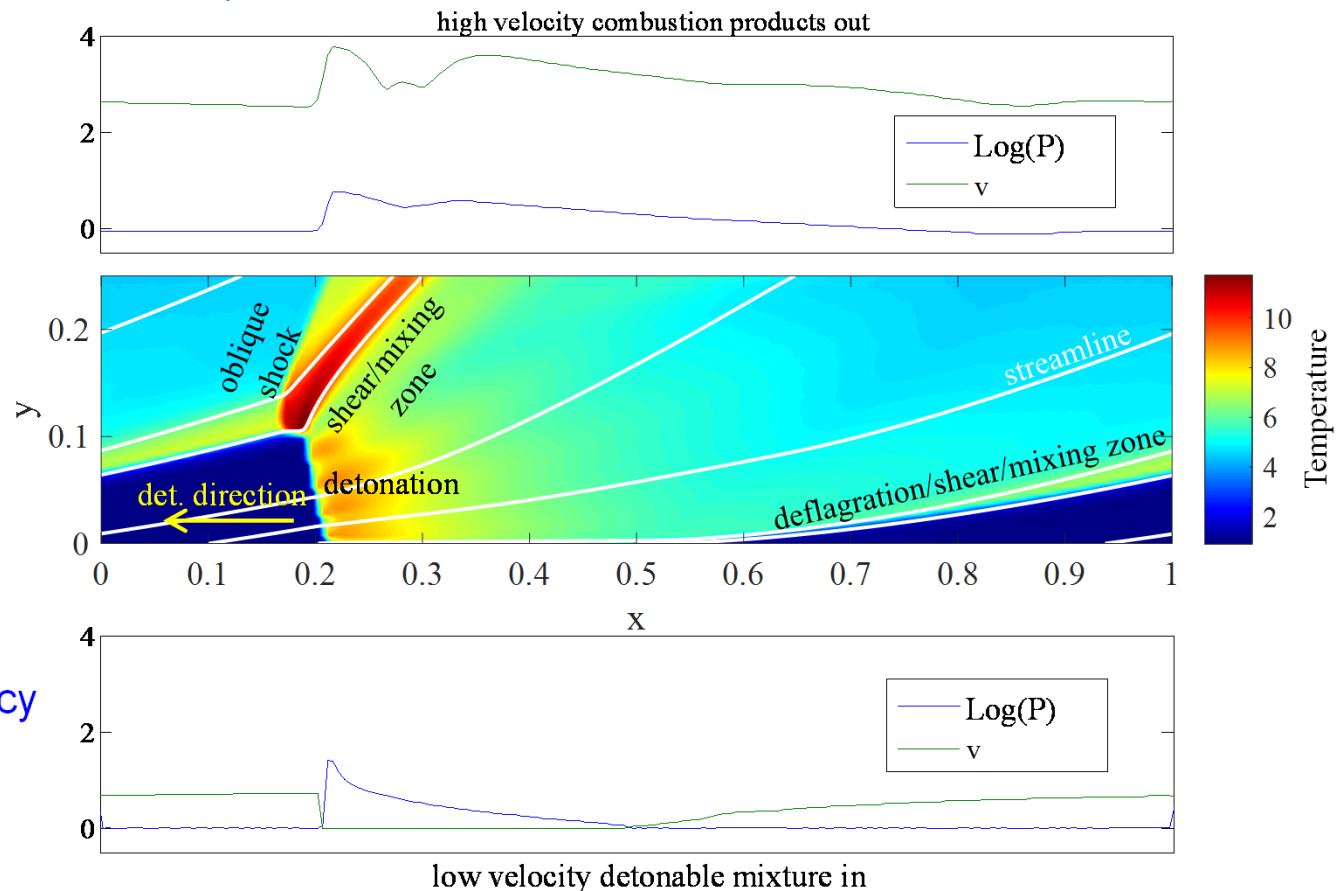 high velocity combustion products out
4
2
0
Log(P)
v
y
0.2
0.1
0
oblique
shock
shear/mixing
zone
streamline
det. direction
detonation
deflagration/shear/mixing zone
0 0.1 0.2 0.3 0.4 0.5 0.6 0.7 0.8 0.9 1
x
10
8
6
4
2
Temperature
4
2
0
Log(P)
v
cy
low velocity detonable mixture in